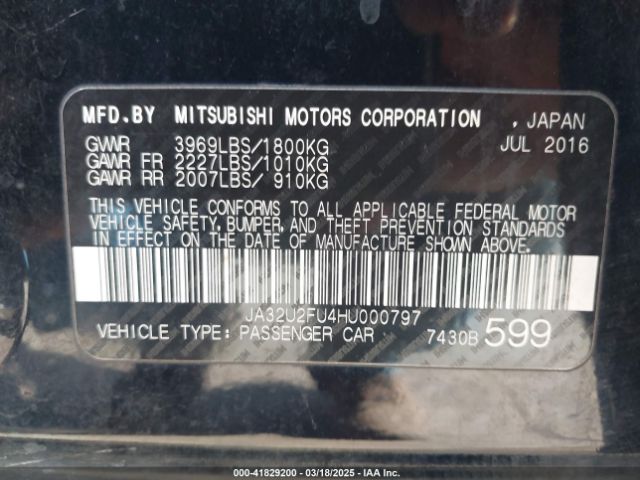 MFD.BY MITSUBISHI MOTORS CORPORATION , JAPAN
GVWR 3969LBS/1800KG JUL 2016
GAWR FR 2227LBS/1010KG
GAWR RR 2007LBS/ 910KG
THIS VEHICLE CONFORMS TO ALL APPLICABLE FEDERAL MOTOR
VEHICLE SAFETY, BUMPER, AND THEFT PREVENTION STANDARDS
IN EFFECT ON THE DATE OF MANUFACTURE SHOWN ABOVE.
JA32U2FU4HU000797
VEHICLE TYPE: PASSENGER CAR 7430B 599
000-41829200 - 03/18/2025 - IAA Inc.